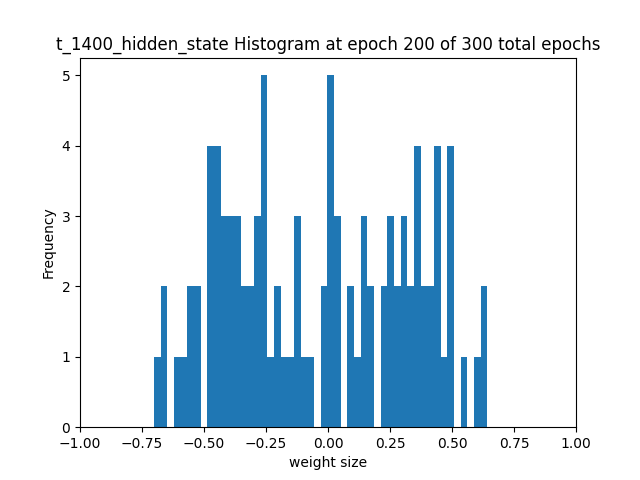 t_1400_hidden_state Histogram at epoch 200 of 300 total epochs
5
4
3
2
1
0
Frequency
−1.00 −0.75 −0.50 −0.25 0.00 0.25 0.50 0.75 1.00
weight size